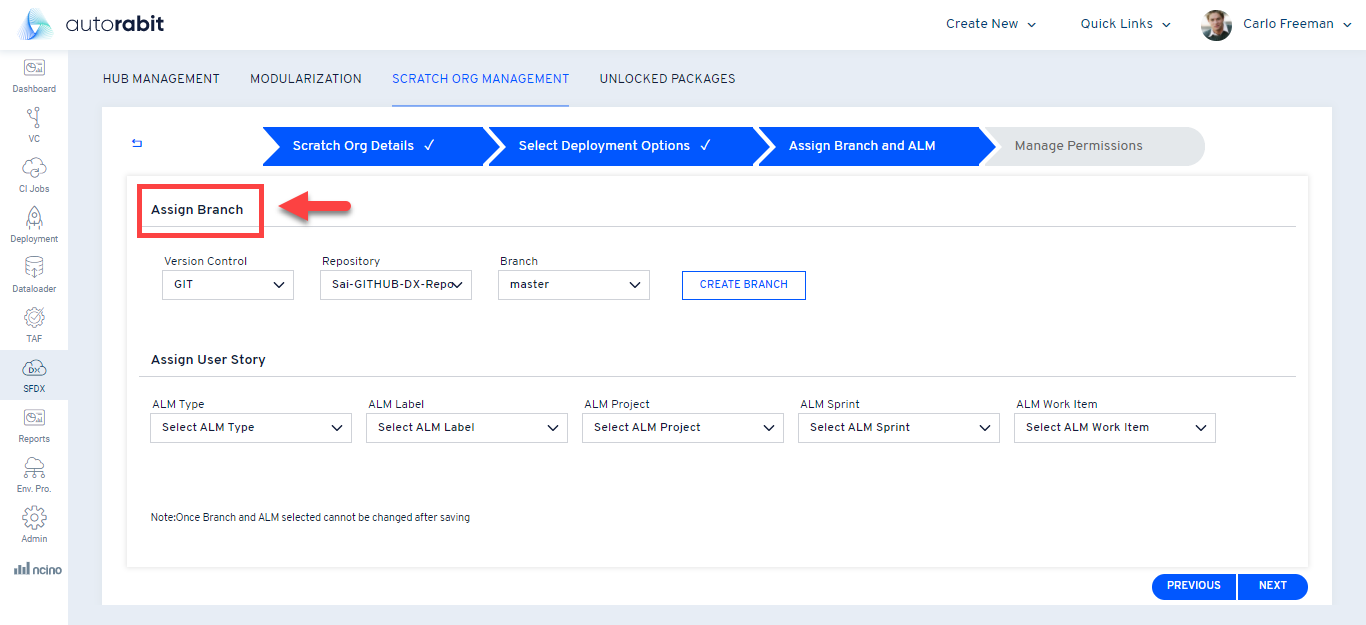 autorabit
Create New
Quick Links
Carlo Freeman
Dashboard
VC
CI Jobs
Deployment
Dataloader
TAF
DX
SFDX
Reports
Env. Pro.
Admin
ncino
HUB MANAGEMENT
MODULARIZATION
SCRATCH ORG MANAGEMENT
UNLOCKED PACKAGES
Scratch Org Details ✓
Select Deployment Options ✓
Assign Branch and ALM
Manage Permissions
Assign Branch
Version Control
Repository
Branch
GIT
Sai-GITHUB-DX-Repo
master
CREATE BRANCH
Assign User Story
ALM Type
ALM Label
ALM Project
ALM Sprint
ALM Work Item
Select ALM Type
Select ALM Label
Select ALM Project
Select ALM Sprint
Select ALM Work Item
Note:Once Branch and ALM selected cannot be changed after saving
PREVIOUS
NEXT